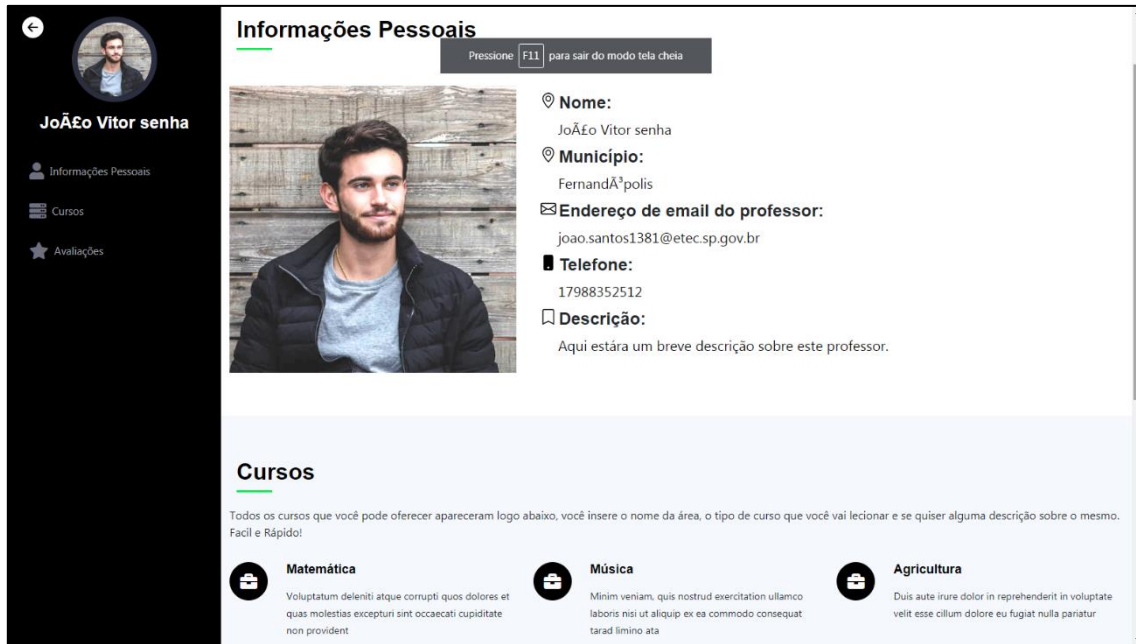 JoÃ£o Vitor senha
Informações Pessoais
Cursos
Avaliações
Informações Pessoais
Pressione F11 para sair do modo tela cheia
Nome:
JoÃ£o Vitor senha
Município:
FernandÃ³polis
Endereço de email do professor:
joao.santos1381@etec.sp.gov.br
Telefone:
17988352512
Descrição:
Aqui estára um breve descrição sobre este professor.
Cursos
Todos os cursos que você pode oferecer apareceram logo abaixo, você insere o nome da área, o tipo de curso que você vai lecionar e se quiser alguma descrição sobre o mesmo.
Facil e Rápido!
Matemática
Voluptatum deleniti atque corrupti quos dolores et
quas molestias excepturi sint occaecati cupiditate
non provident
Música
Minim veniam, quis nostrud exercitation ullamco
laboris nisi ut aliquip ex ea commodo consequat
tarad limino ata
Agricultura
Duis aute irure dolor in reprehenderit in voluptate
velit esse cillum dolore eu fugiat nulla pariatur